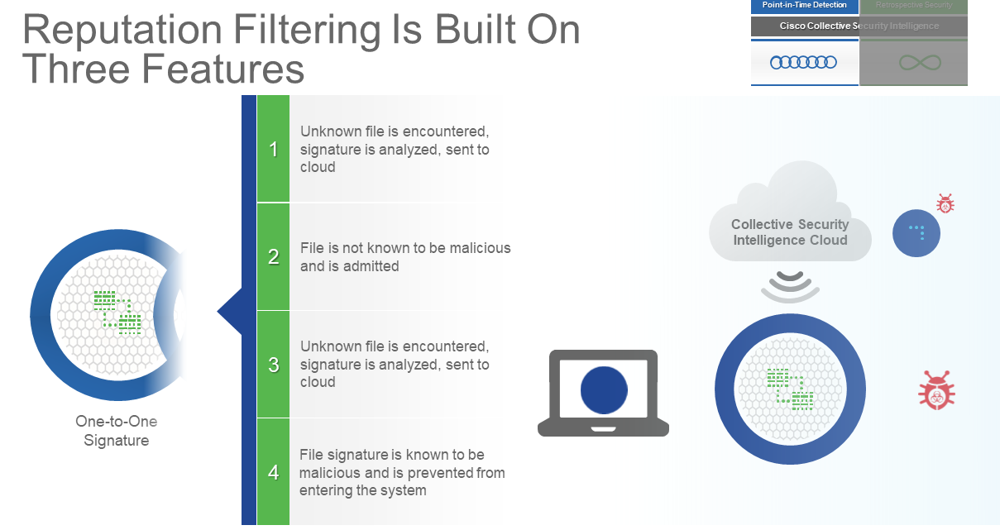 Reputation Filtering Is Built On
Three Features
Point-in-Time Detection
Retrospective Security
Cisco Collective Security Intelligence
1
Unknown file is encountered,
signature is analyzed, sent to
cloud
2
File is not known to be malicious
and is admitted
3
Unknown file is encountered,
signature is analyzed, sent to
cloud
4
File signature is known to be
malicious and is prevented from
entering the system
One-to-One
Signature
Collective Security
Intelligence Cloud